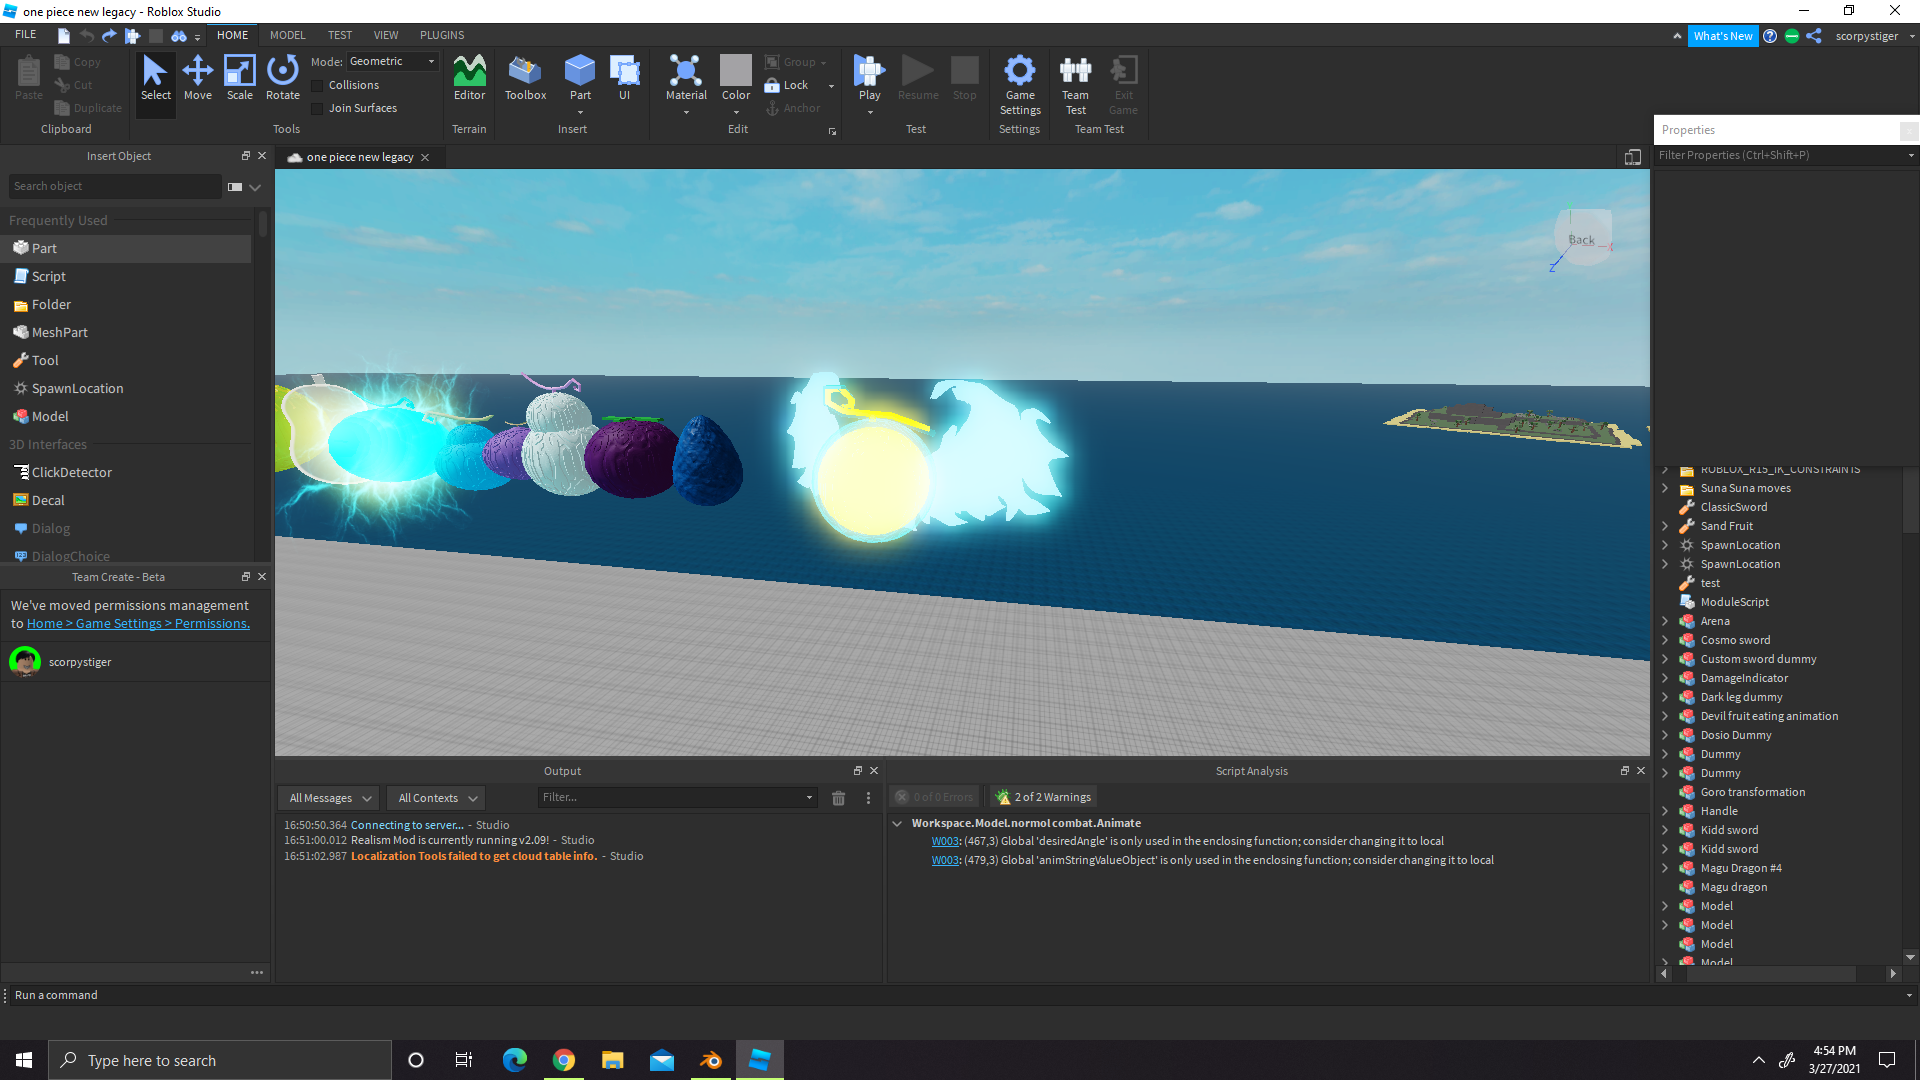 one piece new legacy - Roblox Studio
FILE
HOME
MODEL
TEST
VIEW
PLUGINS
What's New
scorpystiger
Paste
Copy
Cut
Duplicate
Clipboard
Select
Move
Scale
Rotate
Mode: Geometric
Collisions
Join Surfaces
Tools
Editor
Terrain
Toolbox
Part
UI
Insert
Material
Color
Group
Lock
Anchor
Edit
Play
Resume
Stop
Test
Game
Settings
Settings
Team
Test
Exit
Game
Team Test
Properties
Filter Properties (Ctrl+Shift+P)
Insert Object
Search object
Frequently Used
Part
Script
Folder
MeshPart
Tool
SpawnLocation
Model
3D Interfaces
ClickDetector
Decal
Dialog
DialogChoice
Team Create - Beta
We've moved permissions management
to Home > Game Settings > Permissions.
scorpystiger
one piece new legacy
Back
X
Z
Output
All Messages
All Contexts
Filter...
16:50:50.364 Connecting to server... - Studio
16:51:00.012 Realism Mod is currently running v2.09! - Studio
16:51:02.987 Localization Tools failed to get cloud table info. - Studio
Script Analysis
0 of 0 Errors
2 of 2 Warnings
Workspace.Model.normol combat.Animate
W003: (467,3) Global 'desiredAngle' is only used in the enclosing function; consider changing it to local
W003: (479,3) Global 'animStringValueObject' is only used in the enclosing function; consider changing it to local
ROBLOX_R15_IK_CONSTRAINTS
Suna Suna moves
ClassicSword
Sand Fruit
SpawnLocation
SpawnLocation
test
ModuleScript
Arena
Cosmo sword
Custom sword dummy
DamageIndicator
Dark leg dummy
Devil fruit eating animation
Dosio Dummy
Dummy
Dummy
Goro transformation
Handle
Kidd sword
Kidd sword
Magu Dragon #4
Magu dragon
Model
Model
Model
Model
Run a command
Type here to search
4:54 PM
3/27/2021